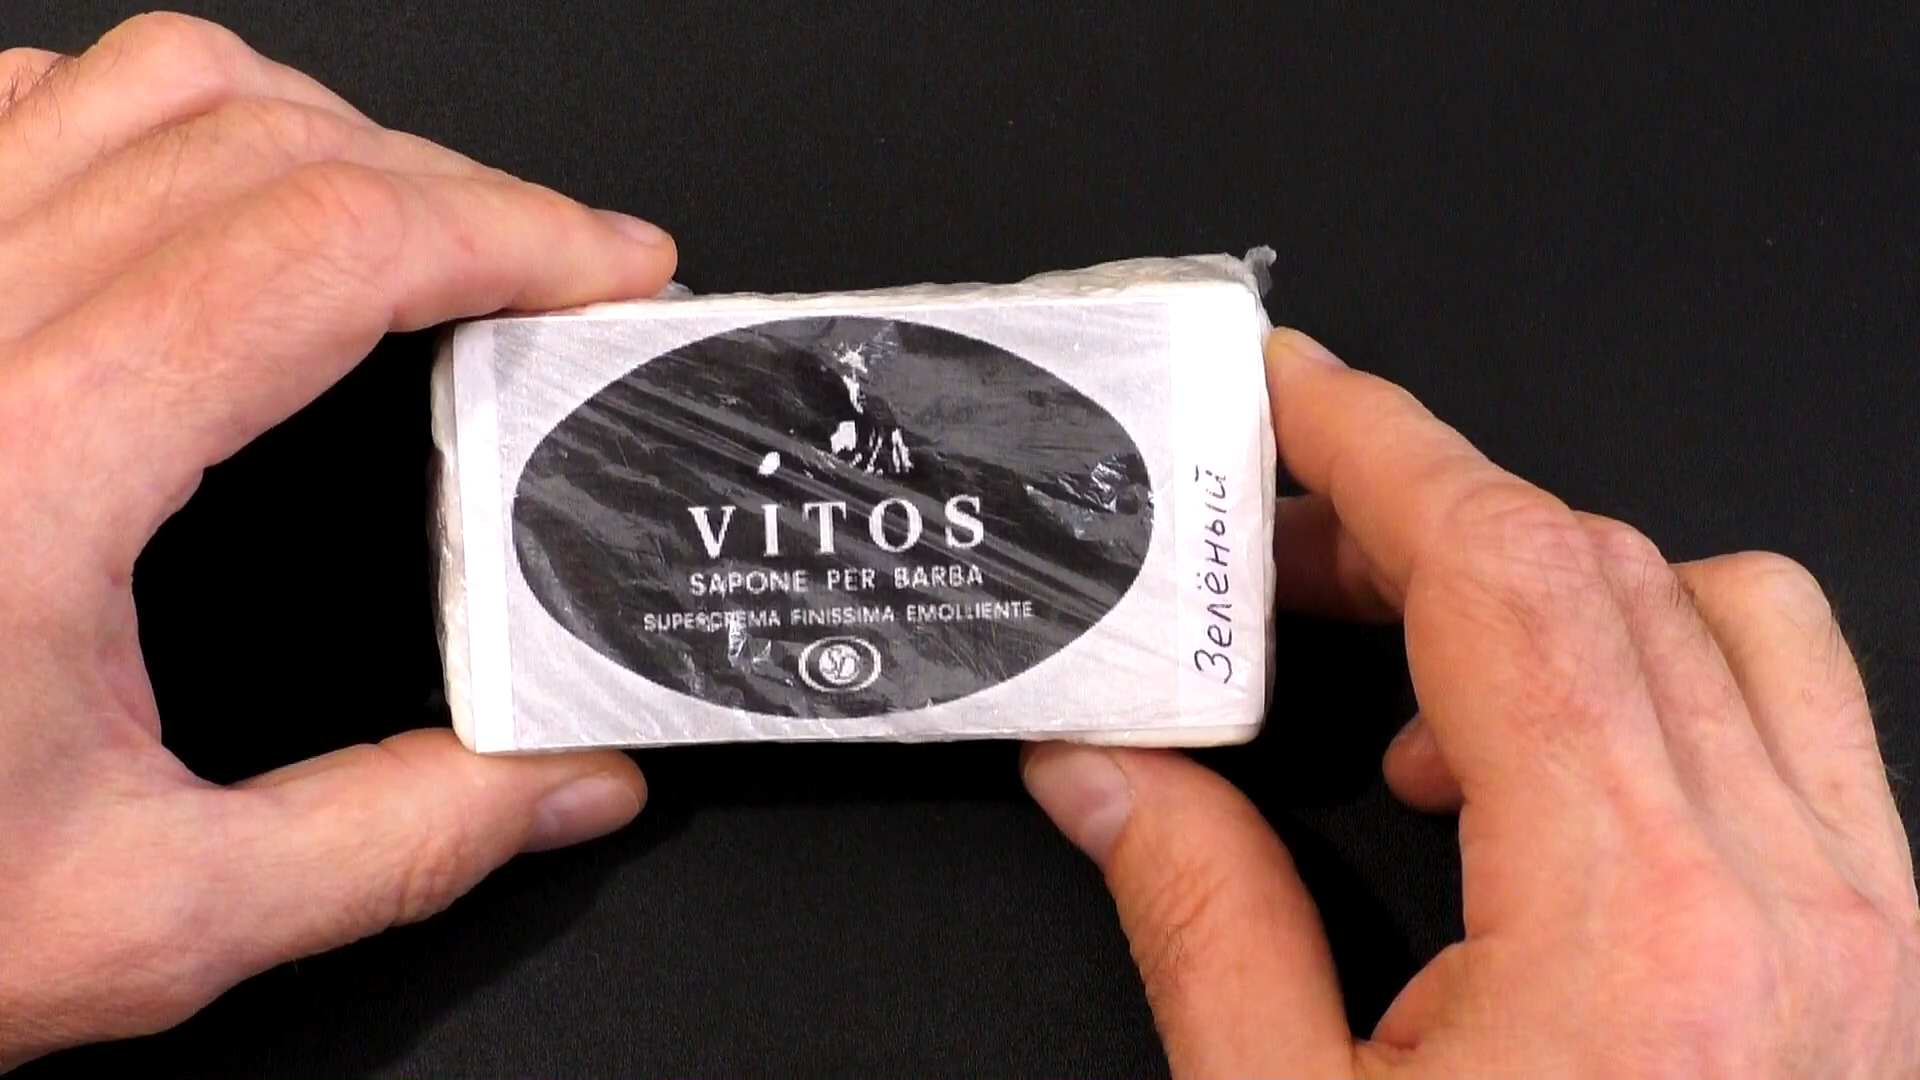 VITOS
SAPONE PER BARBA
SUPERCREMA FINISSIMA EMOLLIENTE
Зелёный